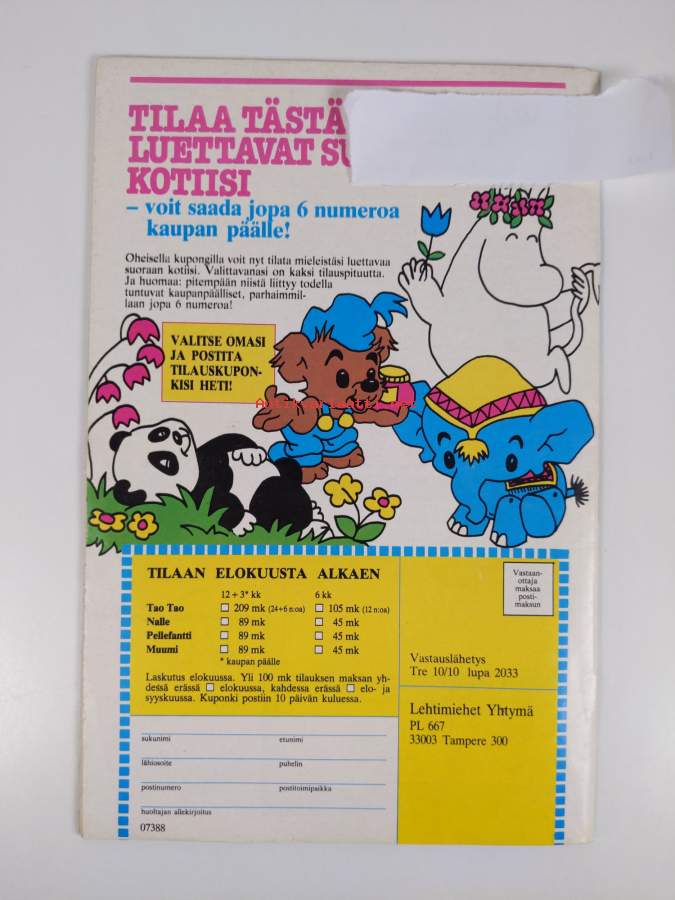 TILAA TÄSTÄ
LUETTAVAT
KOTIISI
– voit saada jopa 6 numeroa
kaupan päälle!
Oheisella kupongilla voit nyt tilata mieleistäsi luettavaa
suoraan kotiisi. Valittavanasi on kaksi tilauspituutta.
Ja huomaa: pitempään niistä liittyy todella
tuntuvat kaupanpäälliset, parhaimmil-
laan jopa 6 numeroa!
VALITSE OMASI
JA POSTITA
TILAUSKUPON-
KISI HETI!
TILAAN ELOKUUSTA ALKAEN
12 + 3* kk 6 kk
Tao Tao 209 mk (24+6 n:oa) 105 mk (12 n:oa)
Nalle 89 mk 45 mk
Pellefantti 89 mk 45 mk
Muumi 89 mk 45 mk
* kaupan päälle
Laskutus elokuussa. Yli 100 mk tilauksen maksan yh-
dessä erässä elokuussa, kahdessa erässä elo- ja
syyskuussa. Kuponki postiin 10 päivän kuluessa.
sukunimi etunimi
lähiosoite puhelin
postinumero postitoimipaikka
huoltajan allekirjoitus
07388
Vastaan-
ottaja
maksaa
posti-
maksun
Vastauslähetys
Tre 10/10 lupa 2033
Lehtimiehet Yhtymä
PL 667
33003 Tampere 300